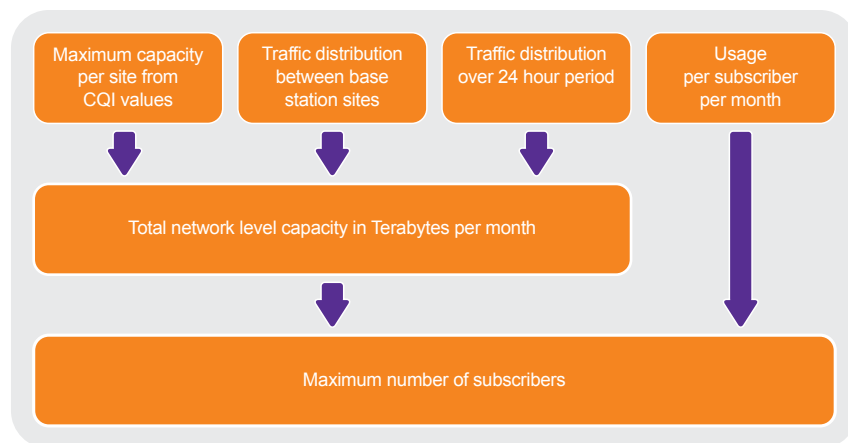 Maximum capacity
per site from
CQI values
Traffic distribution
between base
station sites
Traffic distribution
over 24 hour period
Usage
per subscriber
per month
Total network level capacity in Terabytes per month
Maximum number of subscribers